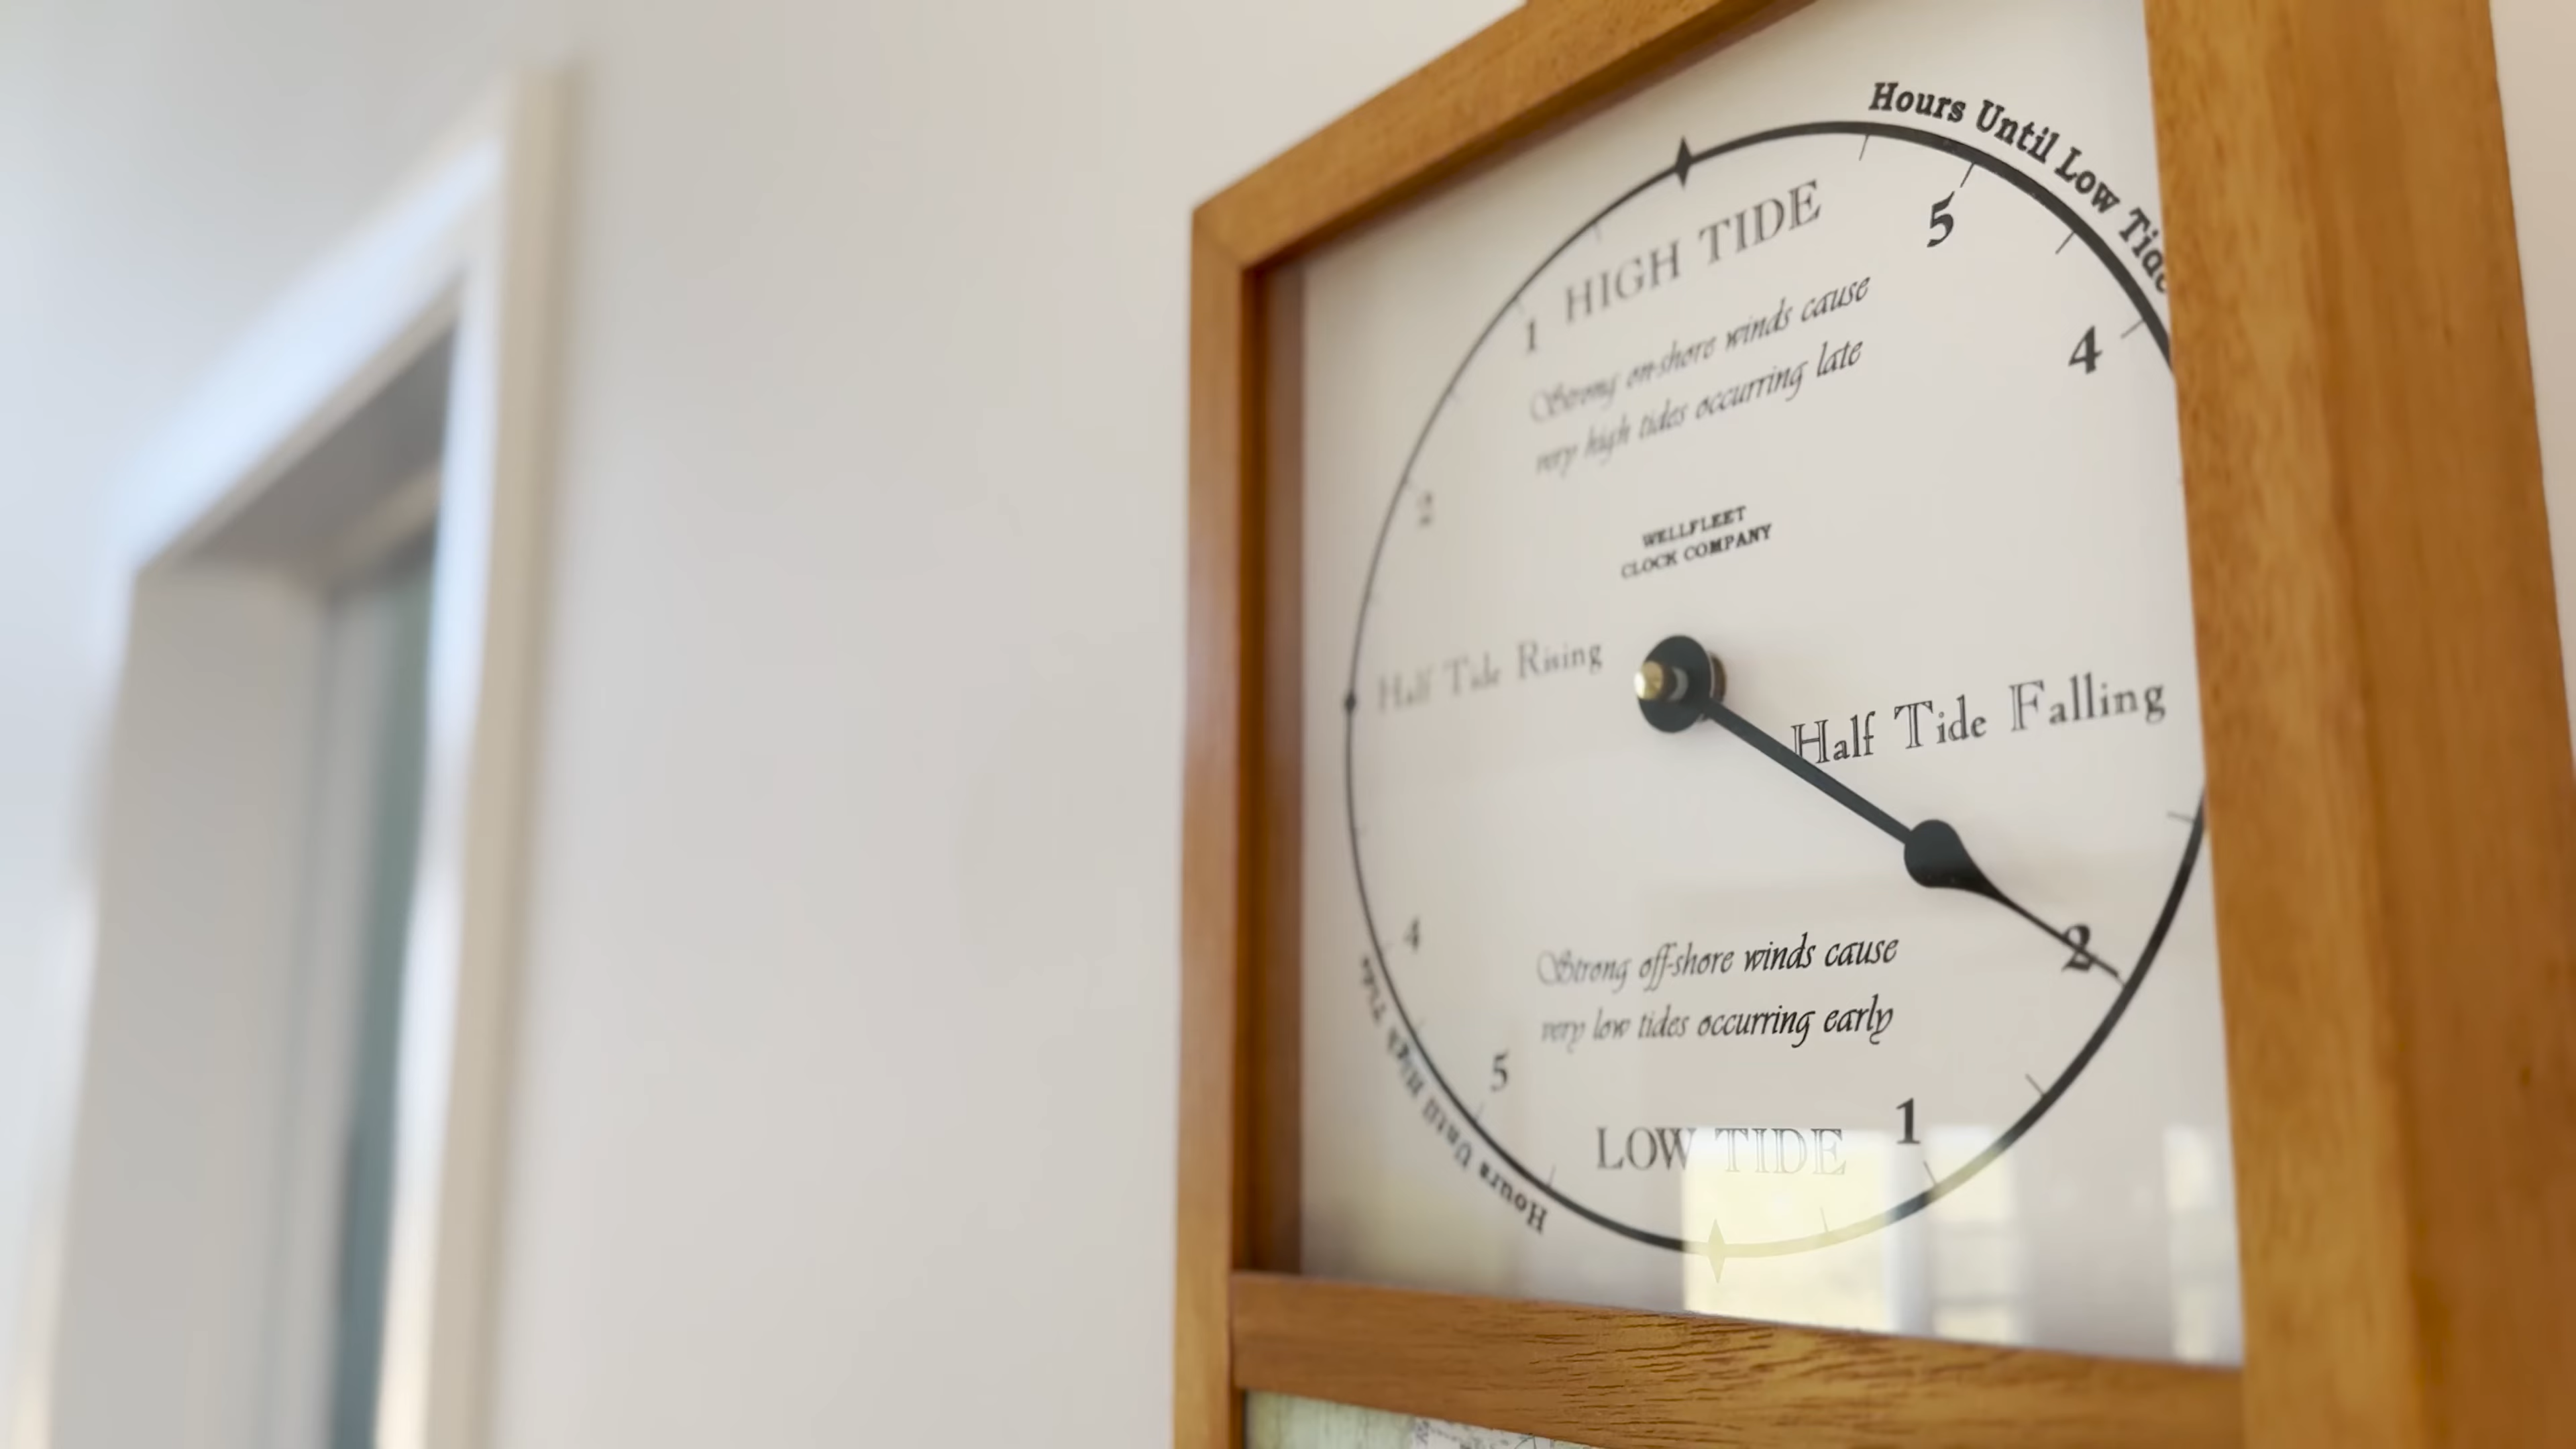 Hours Until Low Tide
HIGH TIDE
5
1
4
Strong on-shore winds cause
very high tides occurring late
2
WELLFLEET
CLOCK COMPANY
Half Tide Rising
Half Tide Falling
4
2
Strong off-shore winds cause
very low tides occurring early
5
1
LOW TIDE
Hours Until High Tide